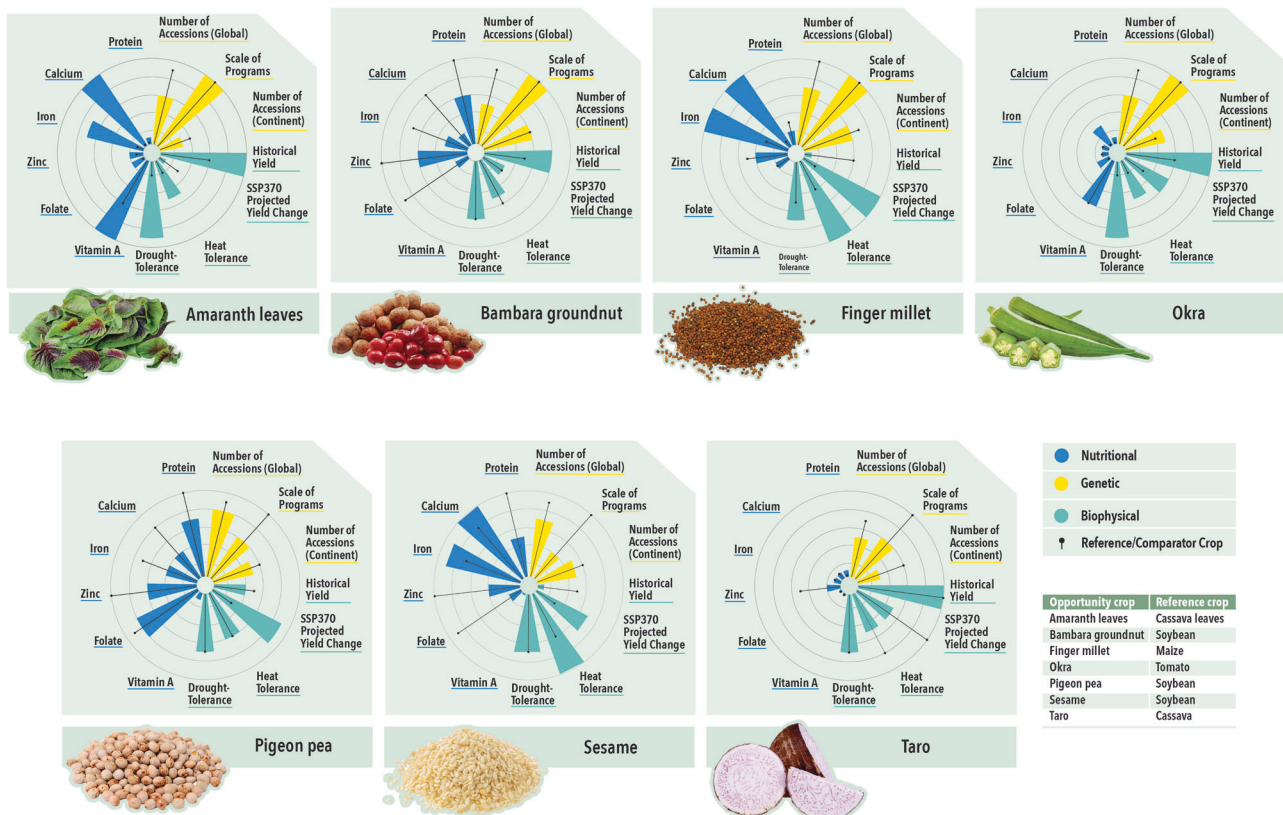 Number of
Accessions (Global)
Protein
Scale of
Programs
Calcium
Number of
Accessions
(Continent)
Iron
Historical
Yield
Zinc
SSP370
Projected
Yield Change
Folate
Heat
Tolerance
Vitamin A
Drought-
Tolerance
Amaranth leaves
Number of
Accessions (Global)
Protein
Scale of
Programs
Calcium
Number of
Accessions
(Continent)
Iron
Historical
Yield
Zinc
SSP370
Projected
Yield Change
Folate
Heat
Tolerance
Vitamin A
Drought-
Tolerance
Bambara groundnut
Number of
Accessions (Global)
Protein
Scale of
Programs
Calcium
Number of
Accessions
(Continent)
Iron
Historical
Yield
Zinc
SSP370
Projected
Yield Change
Folate
Heat
Tolerance
Vitamin A
Drought-
Tolerance
Finger millet
Number of
Accessions (Global)
Protein
Scale of
Programs
Calcium
Number of
Accessions
(Continent)
Iron
Historical
Yield
Zinc
SSP370
Projected
Yield Change
Folate
Heat
Tolerance
Vitamin A
Drought-
Tolerance
Okra
Number of
Accessions (Global)
Protein
Scale of
Programs
Calcium
Number of
Accessions
(Continent)
Iron
Historical
Yield
Zinc
SSP370
Projected
Yield Change
Folate
Heat
Tolerance
Vitamin A
Drought-
Tolerance
Pigeon pea
Number of
Accessions (Global)
Protein
Scale of
Programs
Calcium
Number of
Accessions
(Continent)
Iron
Historical
Yield
Zinc
SSP370
Projected
Yield Change
Folate
Heat
Tolerance
Vitamin A
Drought-
Tolerance
Sesame
Number of
Accessions (Global)
Protein
Scale of
Programs
Calcium
Number of
Accessions
(Continent)
Iron
Historical
Yield
Zinc
SSP370
Projected
Yield Change
Folate
Heat
Tolerance
Vitamin A
Drought-
Tolerance
Taro
Nutritional
Genetic
Biophysical
Reference/Comparator Crop
Opportunity crop Reference crop
Amaranth leaves Cassava leaves
Bambara groundnut Soybean
Finger millet Maize
Okra Tomato
Pigeon pea Soybean
Sesame Soybean
Taro Cassava